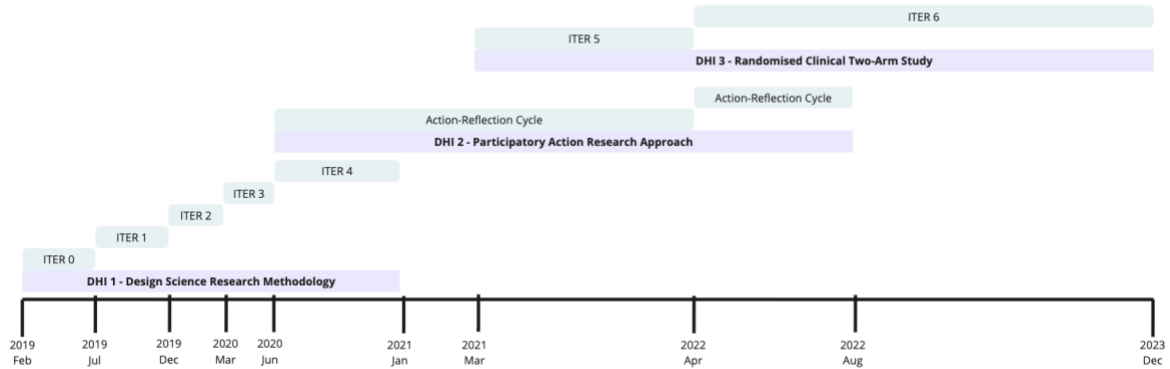 ITER 6
ITER 5
DHI 3 - Randomised Clinical Two-Arm Study
Action-Reflection Cycle
Action-Reflection Cycle
DHI 2 - Participatory Action Research Approach
ITER 4
ITER 3
ITER 2
ITER 1
ITER 0
DHI 1 - Design Science Research Methodology
2019 2019 2019 2020 2020 2021 2021 2022 2022 2023
Feb Jul Dec Mar Jun Jan Mar Apr Aug Dec